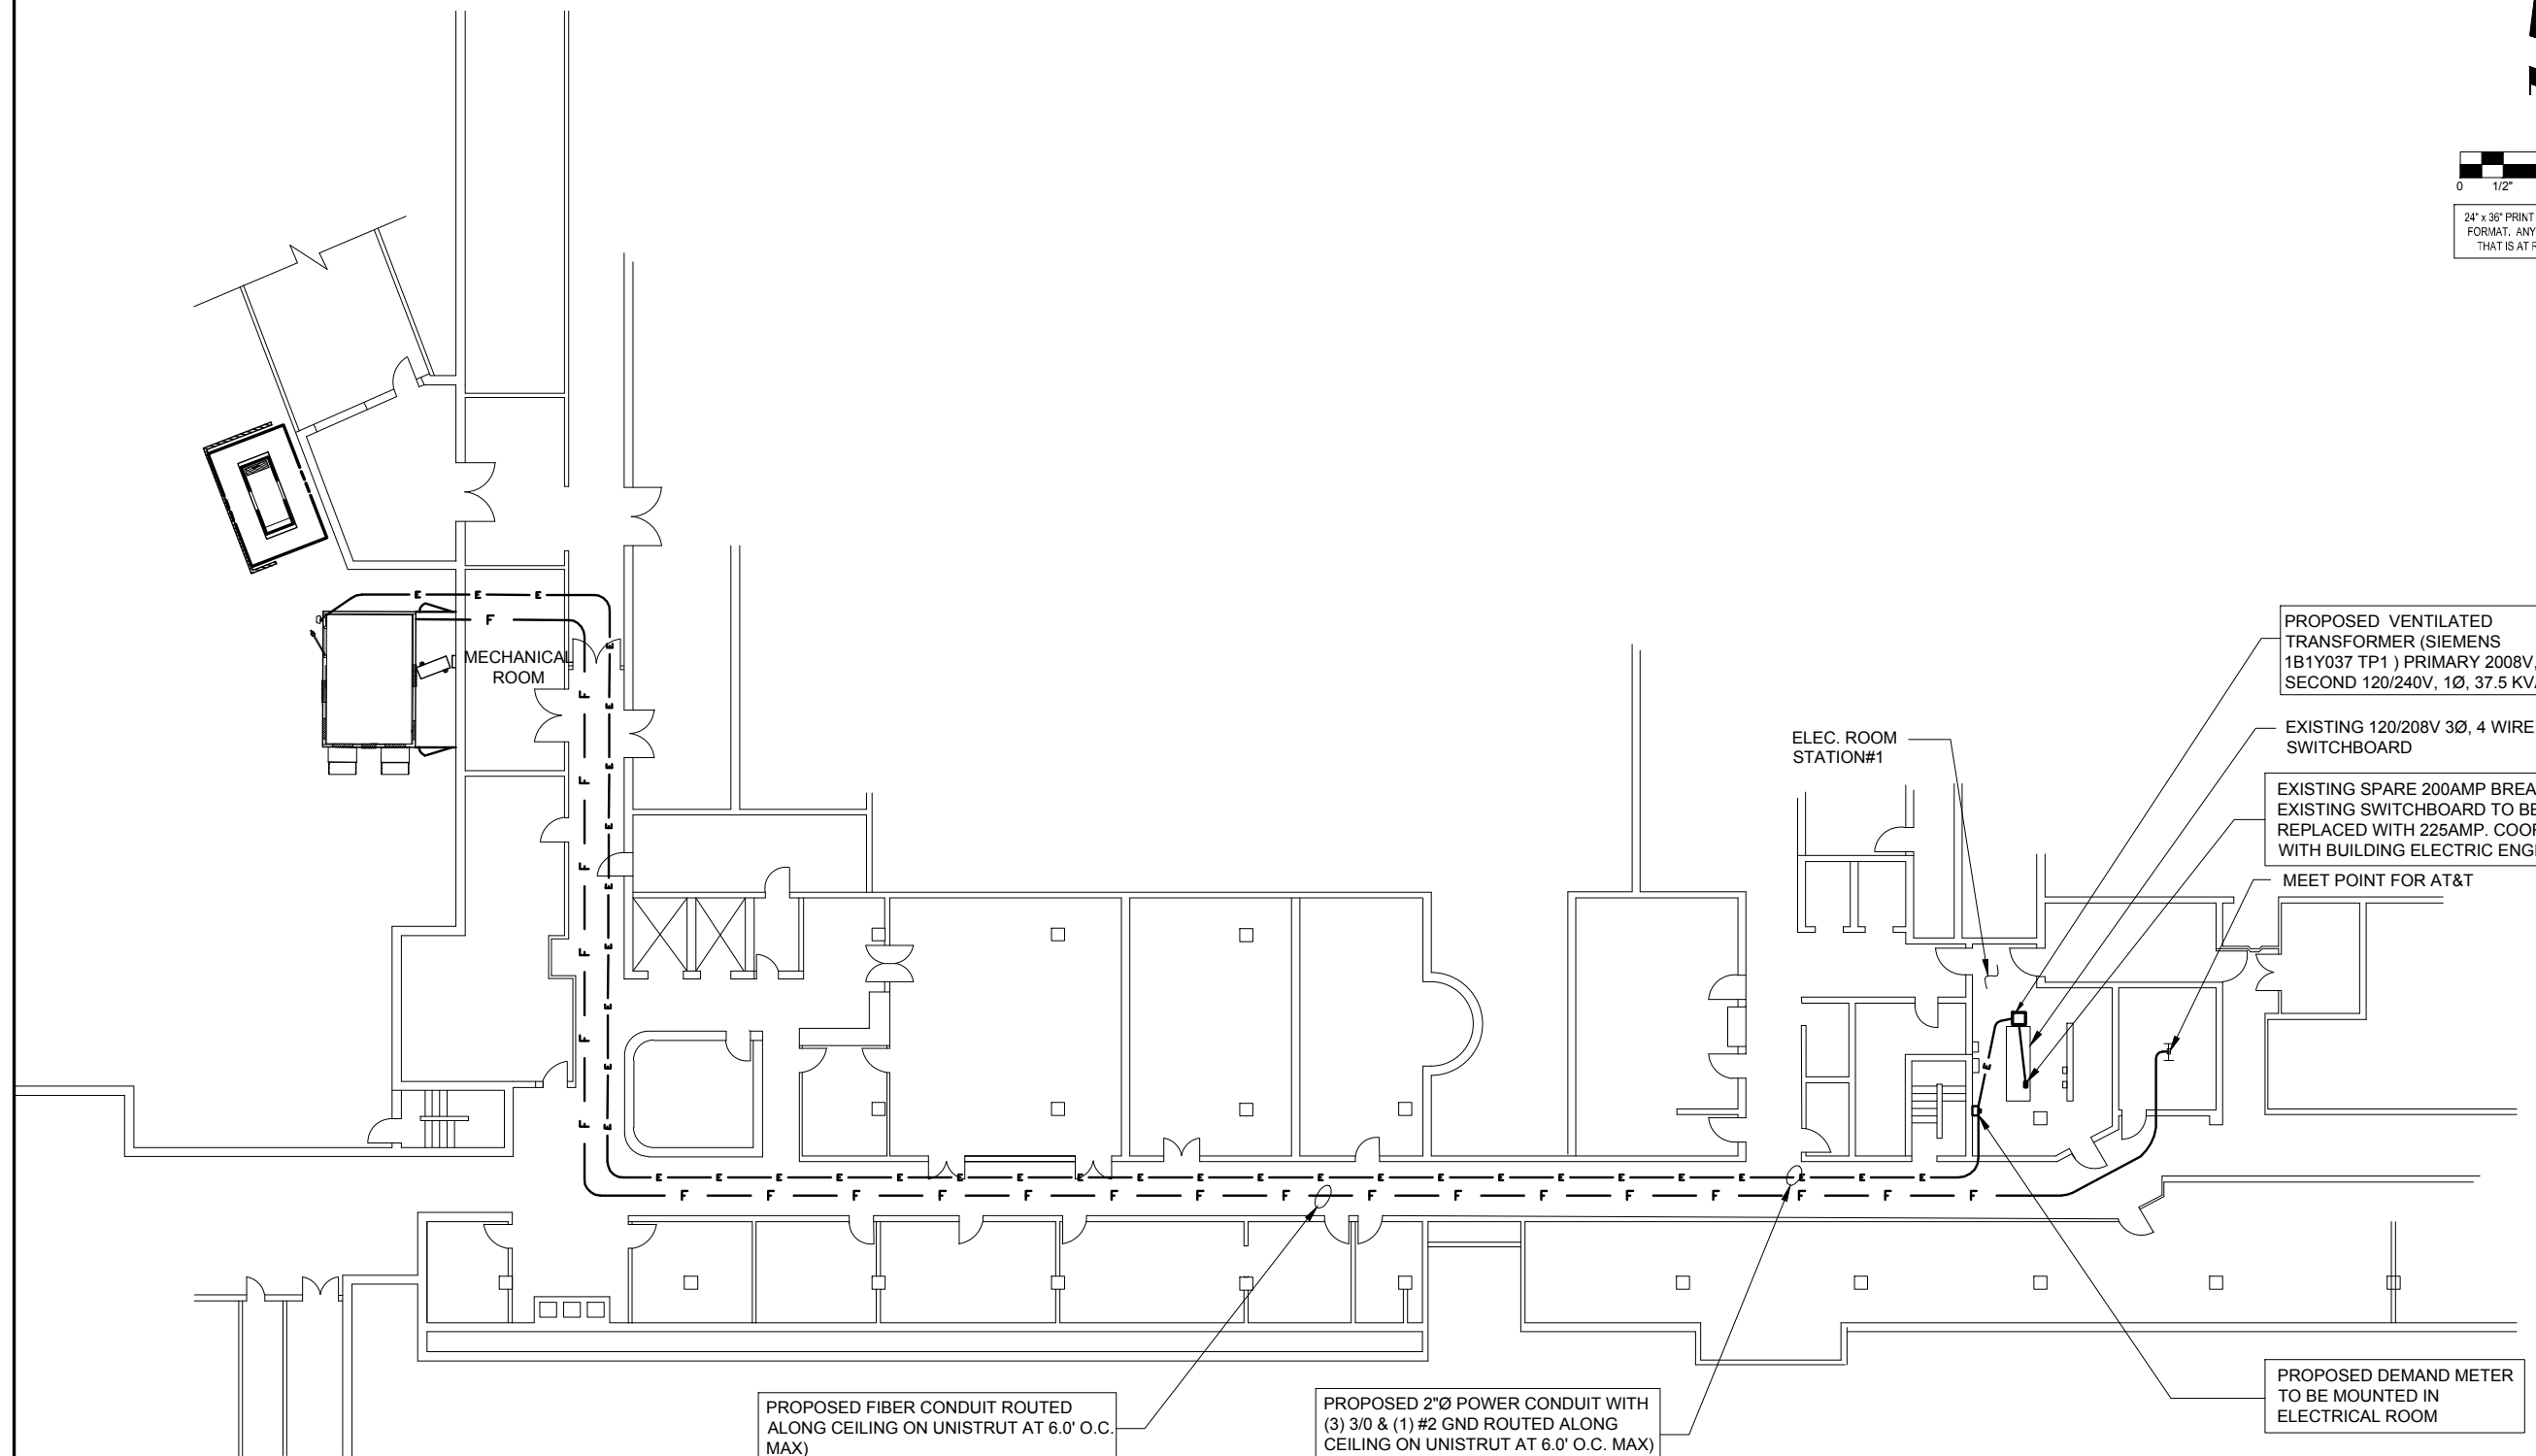 0 1/2"
24" x 36" PRINT
FORMAT. ANY
THAT IS AT
MECHANICAL
ROOM
PROPOSED VENTILATED
TRANSFORMER (SIEMENS
1B1Y037 TP1 ) PRIMARY 2008V,
SECOND 120/240V, 1Ø, 37.5 KVA
EXISTING 120/208V 3Ø, 4 WIRE
SWITCHBOARD
ELEC. ROOM
STATION#1
EXISTING SPARE 200AMP
EXISTING SWITCHBOARD TO BE
REPLACED WITH 225AMP.
WITH BUILDING ELECTRIC
MEET POINT FOR AT&T
E E E
F
E E E E E E E E E
F F F F F F
E E E E E E E E E E E E E E E E E E E E E E
F F F F F F F F F F F F F F F F
E
PROPOSED FIBER CONDUIT ROUTED
ALONG CEILING ON UNISTRUT AT 6.0' O.C.
MAX)
PROPOSED 2"Ø POWER CONDUIT WITH
(3) 3/0 & (1) #2 GND ROUTED ALONG
CEILING ON UNISTRUT AT 6.0' O.C. MAX)
PROPOSED DEMAND METER
TO BE MOUNTED IN
ELECTRICAL ROOM